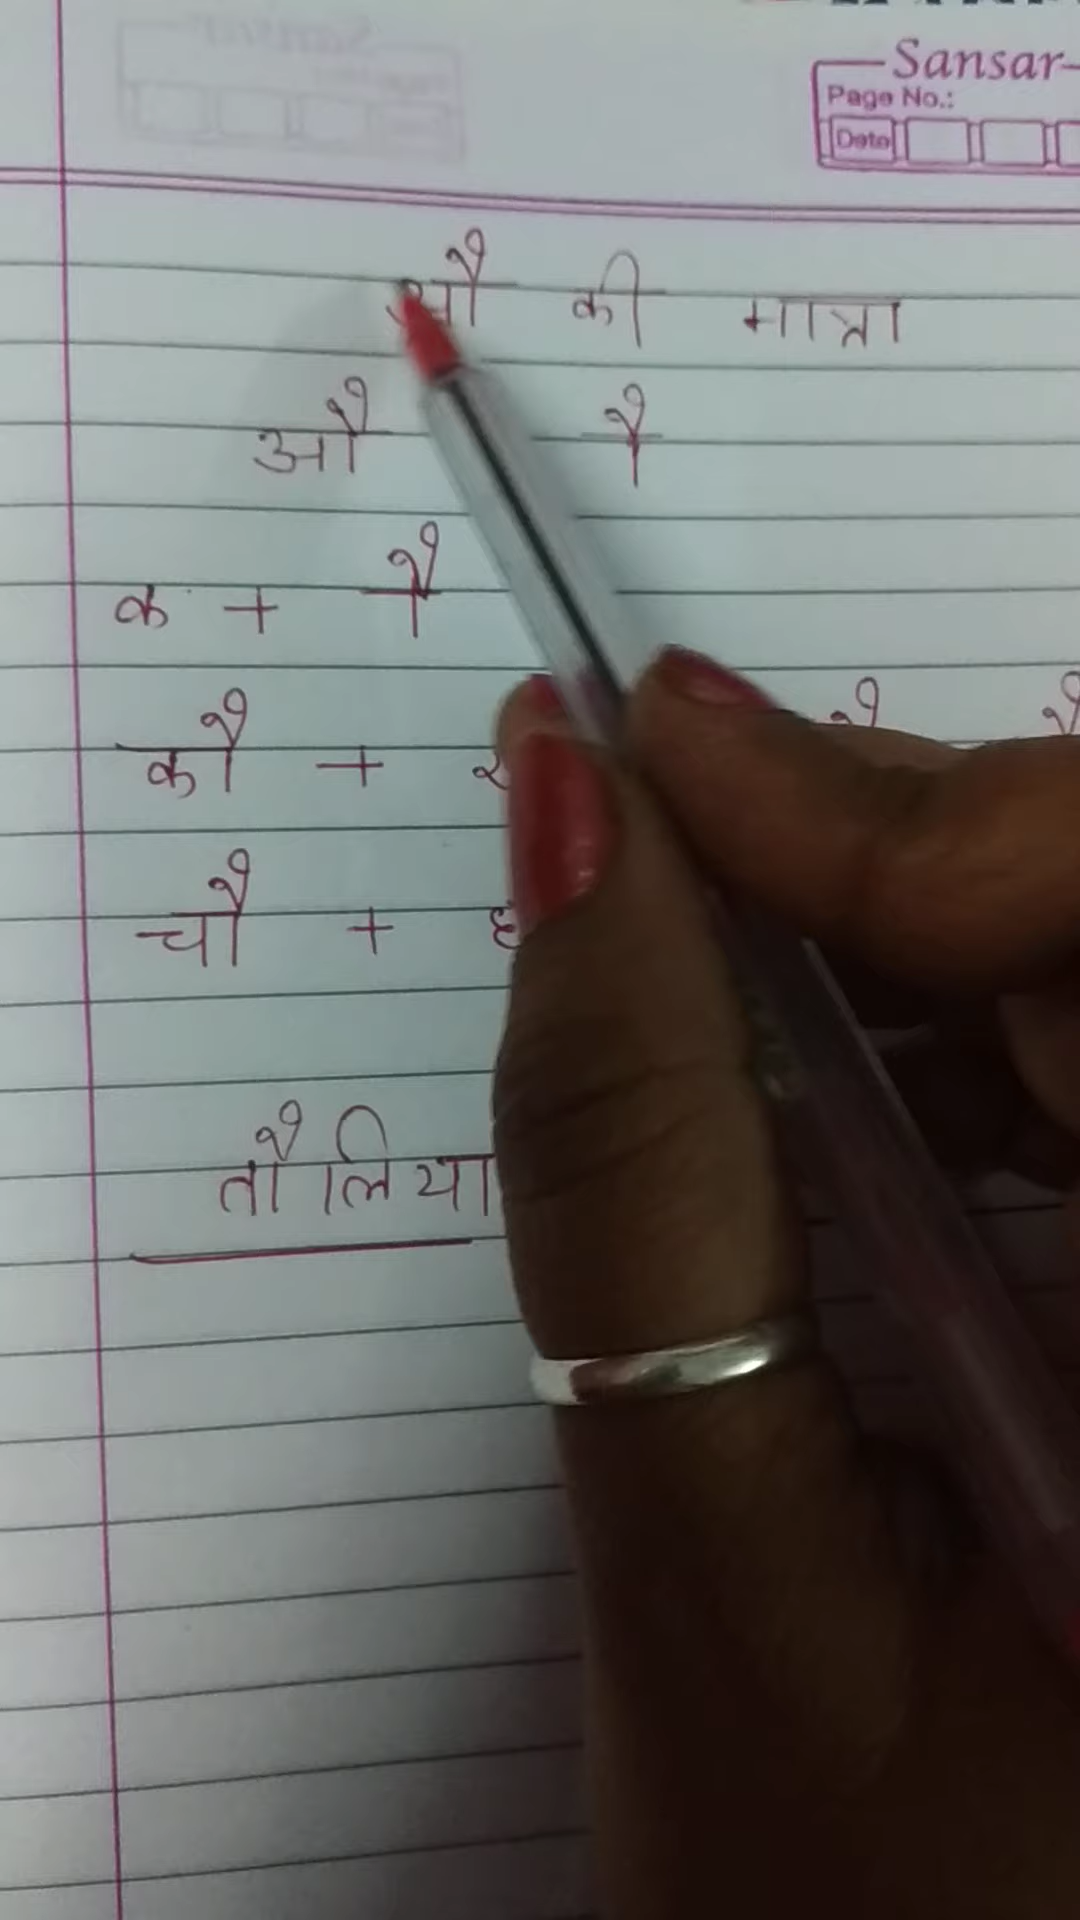 Sansar
Page No.:
Date
औ की मात्रा
औ ौ
क + ौ
कौ +
चौ +
तौलिया